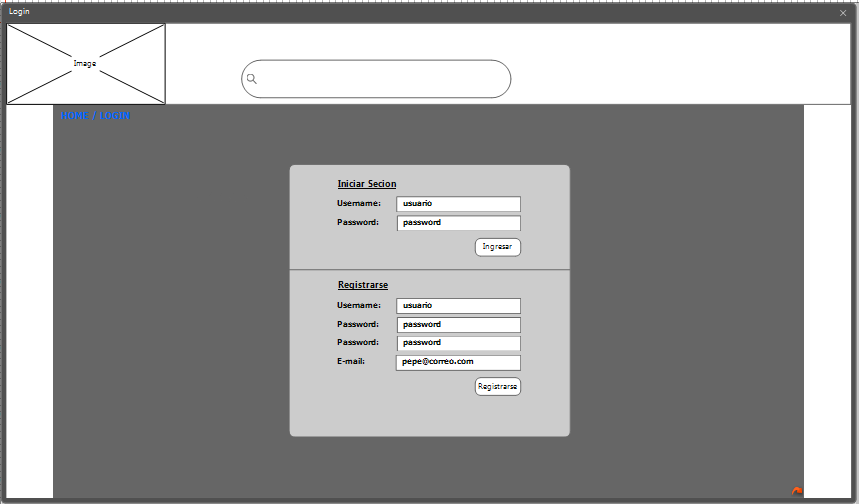 Login
Image
HOME / LOGIN
Iniciar Secion
Username: usuario
Password: password
Ingresar
Registrarse
Username: usuario
Password: password
Password: password
E-mail: pepe@correo.com
Registrarse